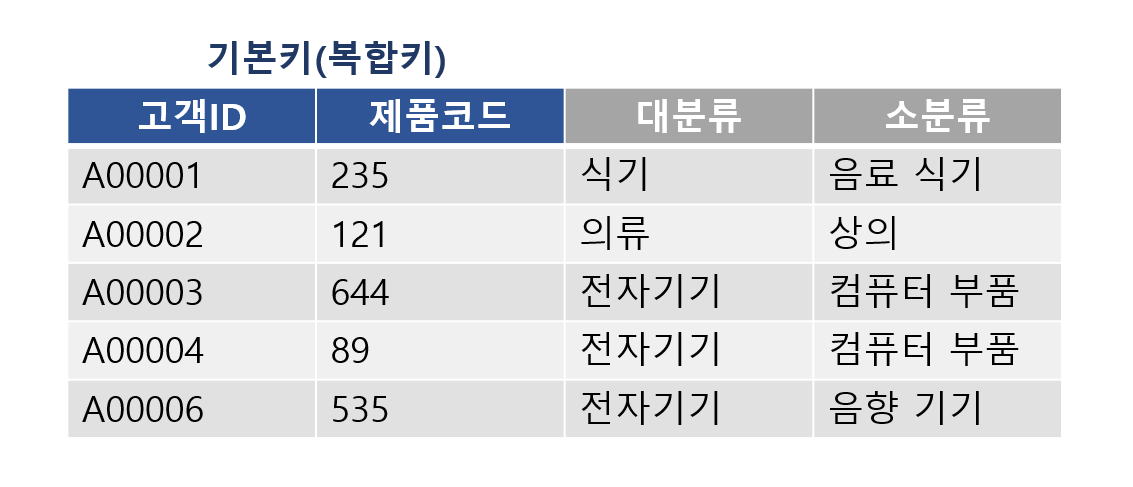 기본키(복합키)
고객ID 제품코드 대분류 소분류
A00001 235 식기 음료 식기
A00002 121 의류 상의
A00003 644 전자기기 컴퓨터 부품
A00004 89 전자기기 컴퓨터 부품
A00006 535 전자기기 음향 기기